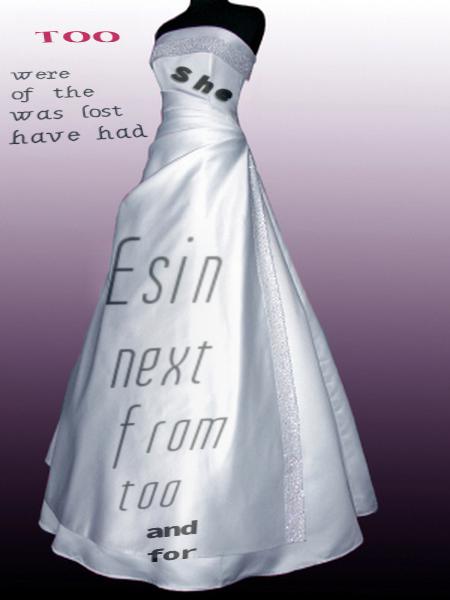 TOO
she
were
of the
was lost
have had
Esin
next
from
too
and
for